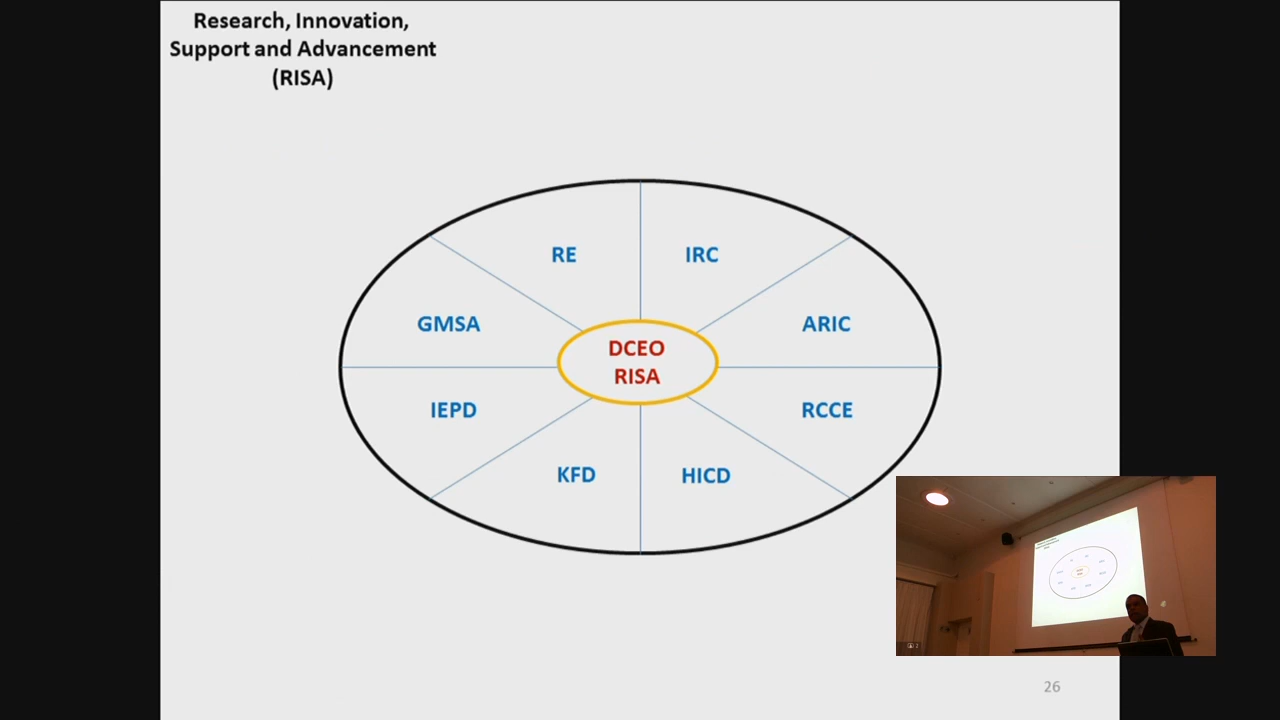 Research, Innovation,
Support and Advancement
(RISA)
RE
IRC
GMSA
ARIC
DCEO
RISA
IEPD
RCCE
KFD
HICD
26